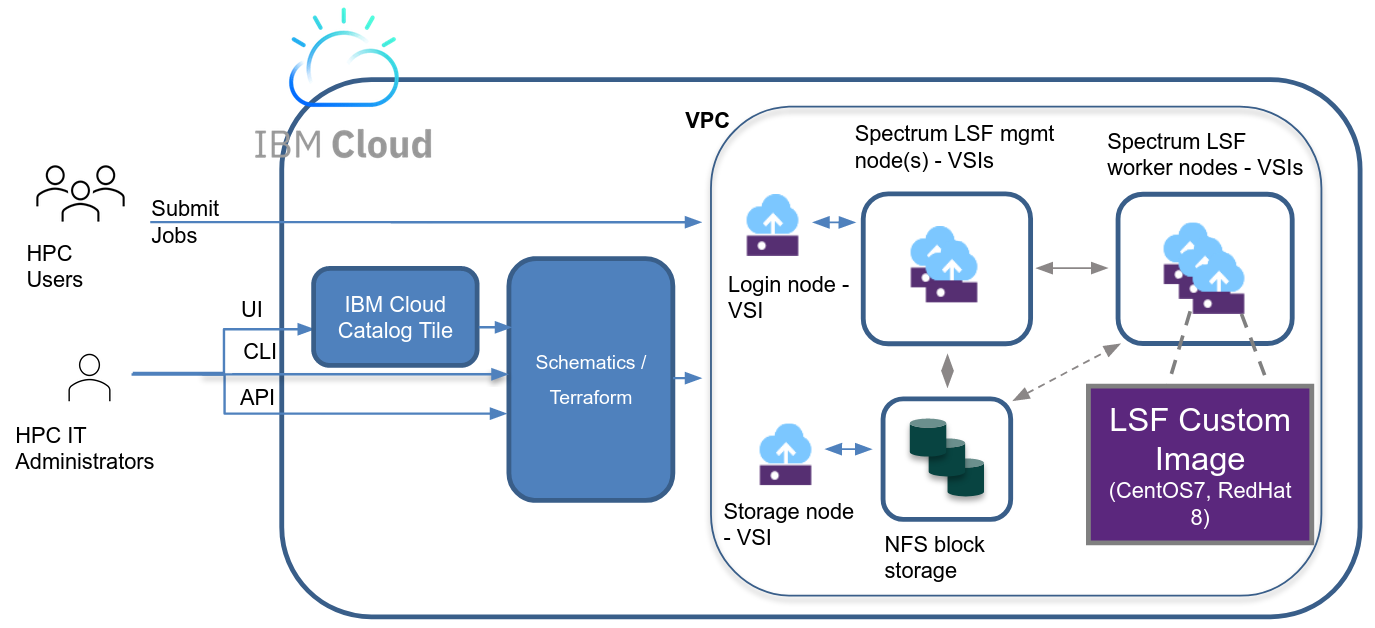 IBM Cloud
VPC
Spectrum LSF mgmt
node(s) - VSIs
Spectrum LSF
worker nodes - VSIs
Submit
Jobs
HPC
Users
Login node -
VSI
UI
IBM Cloud
Catalog Tile
CLI
Schematics /
Terraform
API
HPC IT
Administrators
LSF Custom
Image
(CentOS7, RedHat
8)
Storage node
- VSI
NFS block
storage